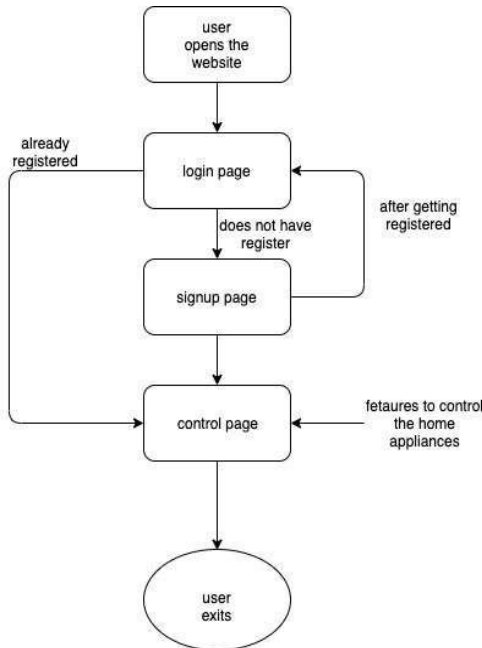 user
opens the
website
already
registered
login page
after getting
registered
does not have
register
signup page
control page
fetaures to control
the home
appliances
user
exits